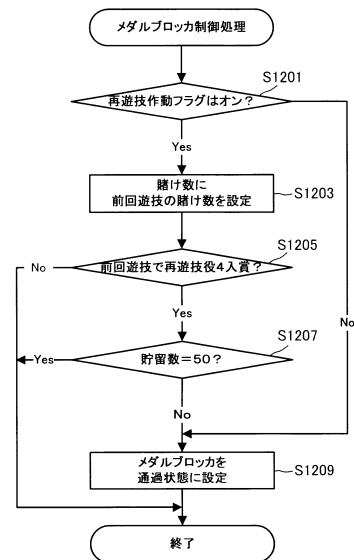 メダルブロッカ制御処理
S1201
再遊技作動フラグはオン？
Yes
賭け数に
前回遊技の賭け数を設定
S1203
S1205
No
前回遊技で再遊技役4入賞？
Yes
No
S1207
Yes
貯留数＝50？
No
メダルブロッカを
通過状態に設定
S1209
終了